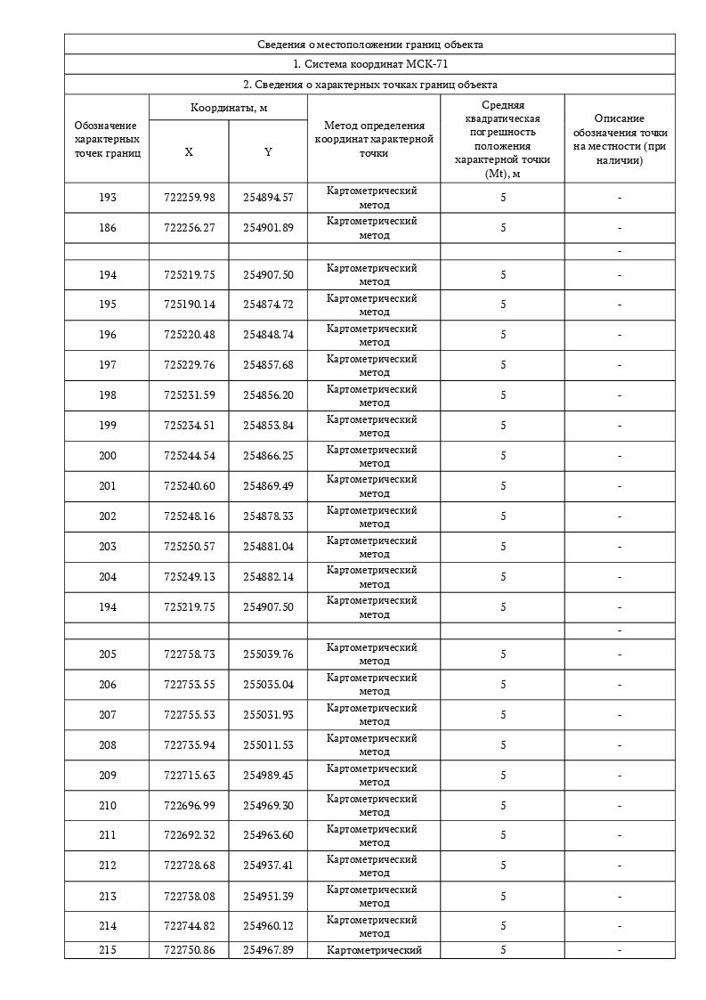 Сведения о местоположении границ объекта
1. Система координат МСК-71
2. Сведения о характерных точках границ объекта
Обозначение характерных точек границ | Координаты, м | Метод определения координат характерной точки | Средняя квадратическая погрешность положения характерной точки (Mt), м | Описание обозначения точки на местности (при наличии)
X | Y
193 | 722259.98 | 254894.57 | Картометрический метод | 5 | -
186 | 722256.27 | 254901.89 | Картометрический метод | 5 | -
-
194 | 725219.75 | 254907.50 | Картометрический метод | 5 | -
195 | 725190.14 | 254874.72 | Картометрический метод | 5 | -
196 | 725220.48 | 254848.74 | Картометрический метод | 5 | -
197 | 725229.76 | 254857.68 | Картометрический метод | 5 | -
198 | 725231.59 | 254856.20 | Картометрический метод | 5 | -
199 | 725234.51 | 254853.84 | Картометрический метод | 5 | -
200 | 725244.54 | 254866.25 | Картометрический метод | 5 | -
201 | 725240.60 | 254869.49 | Картометрический метод | 5 | -
202 | 725248.16 | 254878.33 | Картометрический метод | 5 | -
203 | 725250.57 | 254881.04 | Картометрический метод | 5 | -
204 | 725249.13 | 254882.14 | Картометрический метод | 5 | -
194 | 725219.75 | 254907.50 | Картометрический метод | 5 | -
-
205 | 722758.73 | 255039.76 | Картометрический метод | 5 | -
206 | 722753.55 | 255035.04 | Картометрический метод | 5 | -
207 | 722755.53 | 255031.93 | Картометрический метод | 5 | -
208 | 722735.94 | 255011.53 | Картометрический метод | 5 | -
209 | 722715.63 | 254989.45 | Картометрический метод | 5 | -
210 | 722696.99 | 254969.30 | Картометрический метод | 5 | -
211 | 722692.32 | 254963.60 | Картометрический метод | 5 | -
212 | 722728.68 | 254937.41 | Картометрический метод | 5 | -
213 | 722738.08 | 254951.39 | Картометрический метод | 5 | -
214 | 722744.82 | 254960.12 | Картометрический метод | 5 | -
215 | 722750.86 | 254967.89 | Картометрический | 5 | -